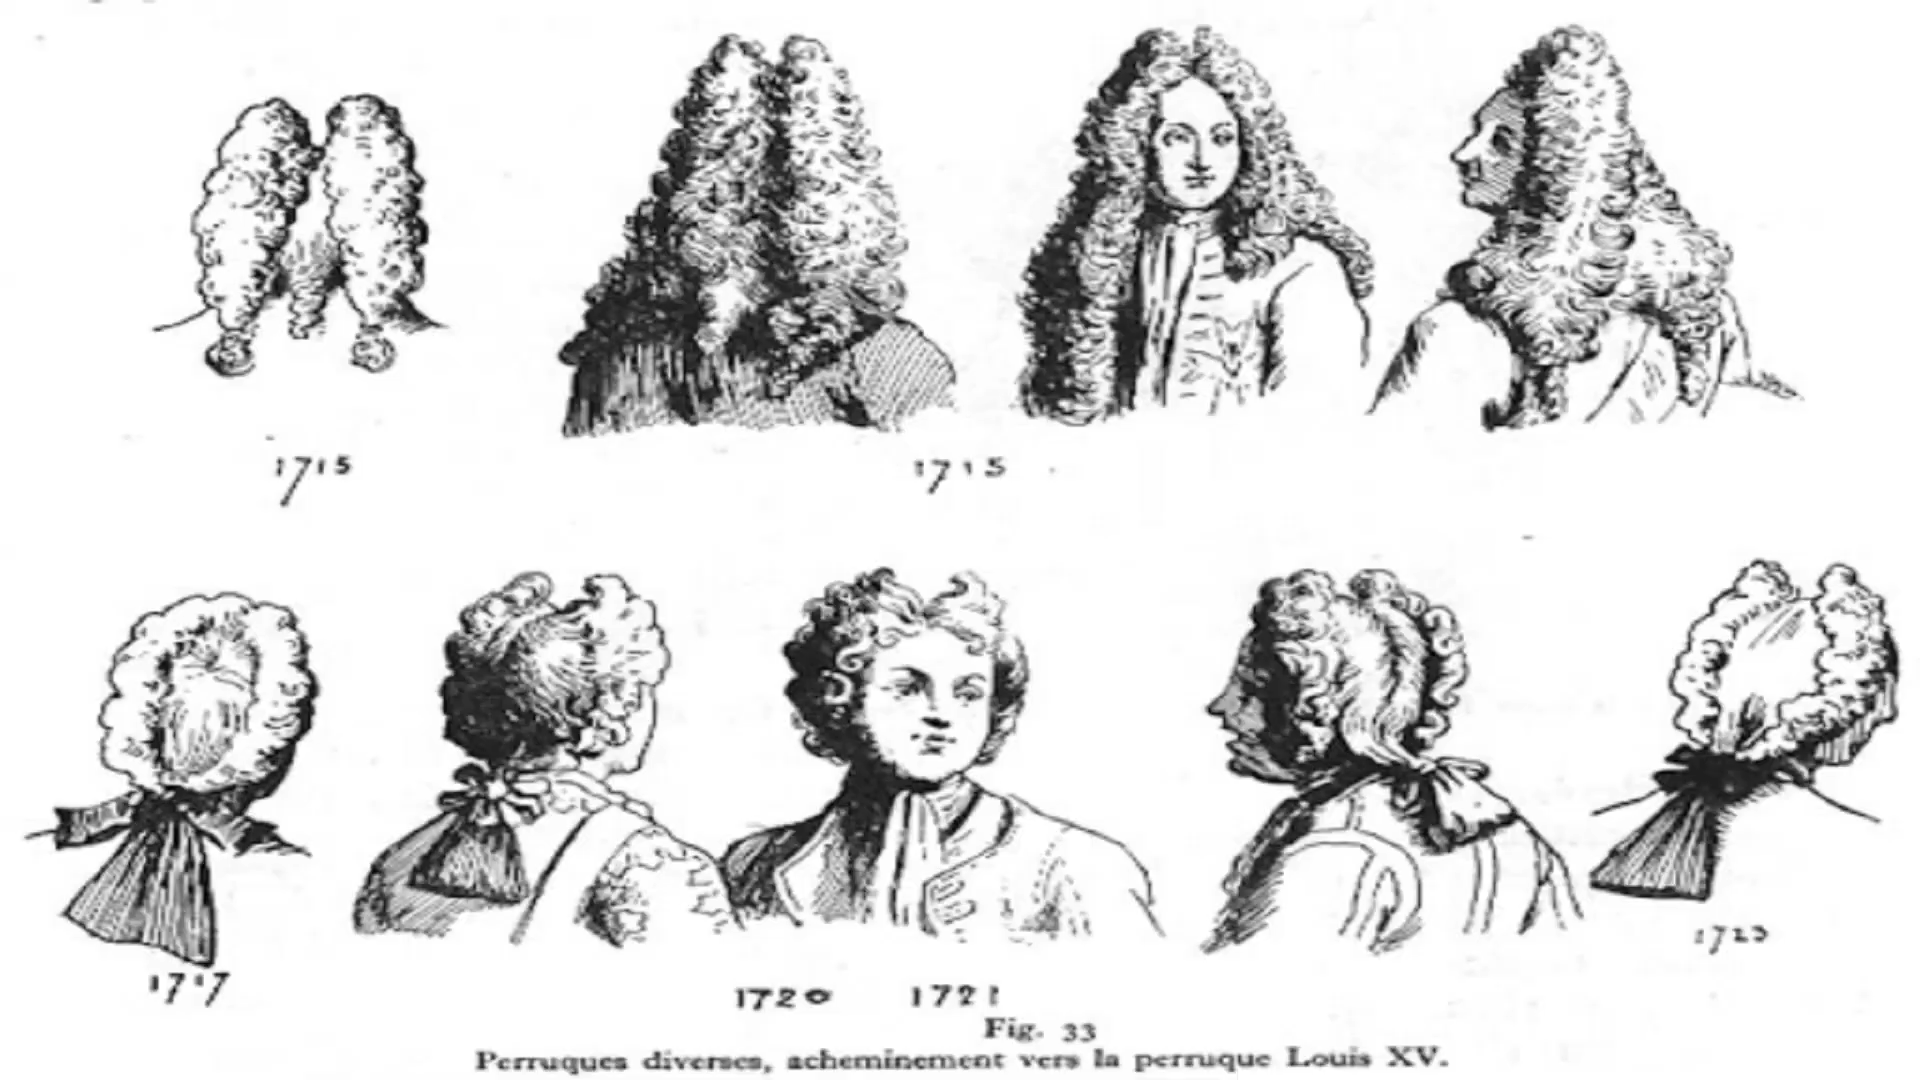 1715
1715
1723
1717
1720 1721
Fig. 33
Perruques diverses, acheminement vers la perruque Louis XV.